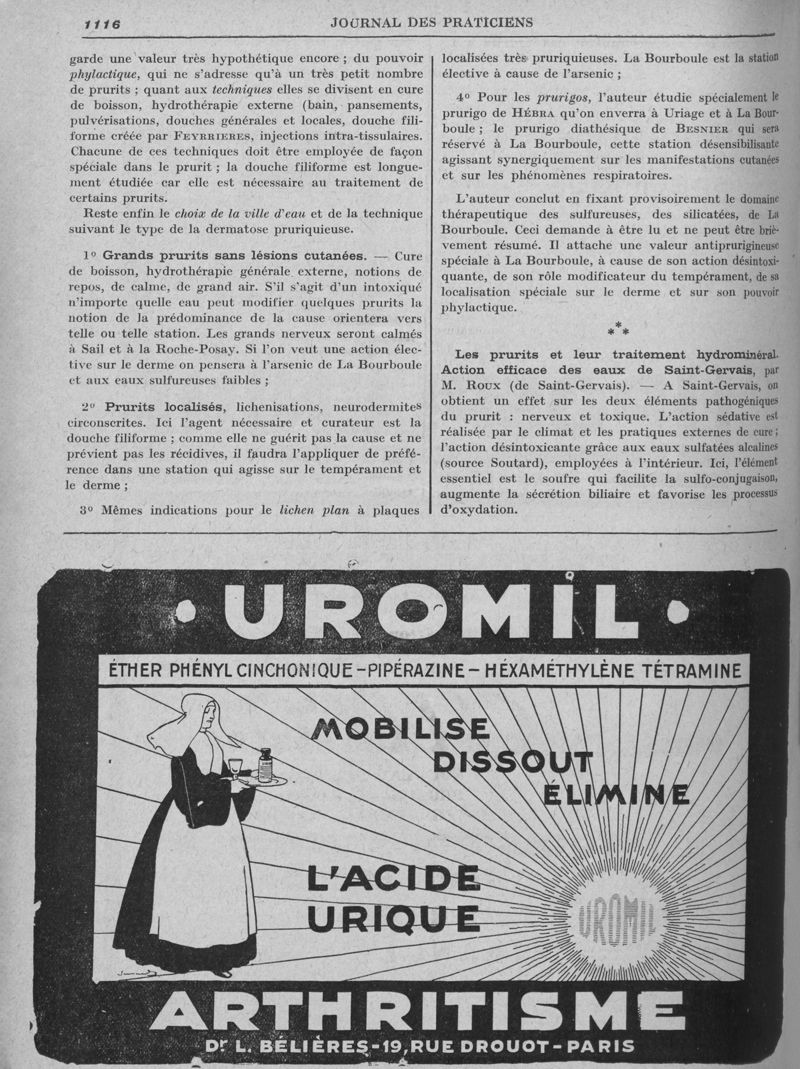 1116
JOURNAL DES PRATICIENS
garde une valeur très hypothétique encore ; du pouvoir
phylactique, qui ne s'adresse qu'à un très petit nombre
de prurits ; quant aux techniques elles se divisent en cure
de boisson, hydrothérapie externe (bain, pansements,
pulvérisations, douches générales et locales, douche fili-
forme créée par FEYRRIERES, injections intra-tissulaires.
Chacune de ces techniques doit être employée de façon
spéciale dans le prurit ; la douche filiforme est longue-
ment étudiée car elle est nécessaire au traitement de
certains prurits.
Reste enfin le choix de la ville d'eau et de la technique
suivant le type de la dermatose pruriquieuse.
1º Grands prurits sans lésions cutanées. — Cure
de boisson, hydrothérapie générale externe, notions de
repos, de calme, de grand air. S'il s'agit d'un intoxiqué
n'importe quelle eau peut modifier quelques prurits la
notion de la prédominance de la cause orientera vers
telle ou telle station. Les grands nerveux seront calmés
à Sail et à la Roche-Posay. Si l'on veut une action élec-
tive sur le derme on pensera à l'arsenic de La Bourboule
et aux eaux sulfureuses faibles ;
2º Prurits localisés, lichenisations, neurodermites
circonscrites. Ici l'agent nécessaire et curateur est la
douche filiforme ; comme elle ne guérit pas la cause et ne
prévient pas les récidives, il faudra l'appliquer de préfé-
rence dans une station qui agisse sur le tempérament et
le derme ;
3º Mêmes indications pour le lichen plan à plaques
localisées très pruriquieuses. La Bourboule est la station
élective à cause de l'arsenic ;
4º Pour les prurigos, l'auteur étudie spécialement le
prurigo de HÉBRA qu'on enverra à Uriage et à La Bour-
boule ; le prurigo diathésique de BESNIER qui sera
réservé à La Bourboule, cette station désensibilisante
agissant synergiquement sur les manifestations cutanées
et sur les phénomènes respiratoires.
L'auteur conclut en fixant provisoirement le domaine
thérapeutique des sulfureuses, des silicatées, de La
Bourboule. Ceci demande à être lu et ne peut être briè-
vement résumé. Il attache une valeur antiprurigineuse
spéciale à La Bourboule, à cause de son action désintoxi-
quante, de son rôle modificateur du tempérament, de sa
localisation spéciale sur le derme et sur son pouvoir
phylactique.
* * *
Les prurits et leur traitement hydrominéral.
Action efficace des eaux de Saint-Gervais, par
M. ROUX (de Saint-Gervais). — A Saint-Gervais, on
obtient un effet sur les deux éléments pathogéniques
du prurit : nerveux et toxique. L'action sédative est
réalisée par le climat et les pratiques externes de cure ;
l'action désintoxicante grâce aux eaux sulfatées alcalines
(source Soutard), employées à l'intérieur. Ici, l'élément
essentiel est le soufre qui facilite la sulfo-conjugaison,
augmente la sécrétion biliaire et favorise les processus
d'oxydation.
• UROMIL •
ÉTHER PHÉNYL CINCHONIQUE - PIPÉRAZINE - HÉXAMÉTHYLÈNE TÉTRAMINE
MOBILISE
DISSOUT
ÉLIMINE
L'ACIDE
URIQUE
UROMIL
ARTHRITISME
Dr L. BÉLIÈRES - 19, RUE DROUOT - PARIS